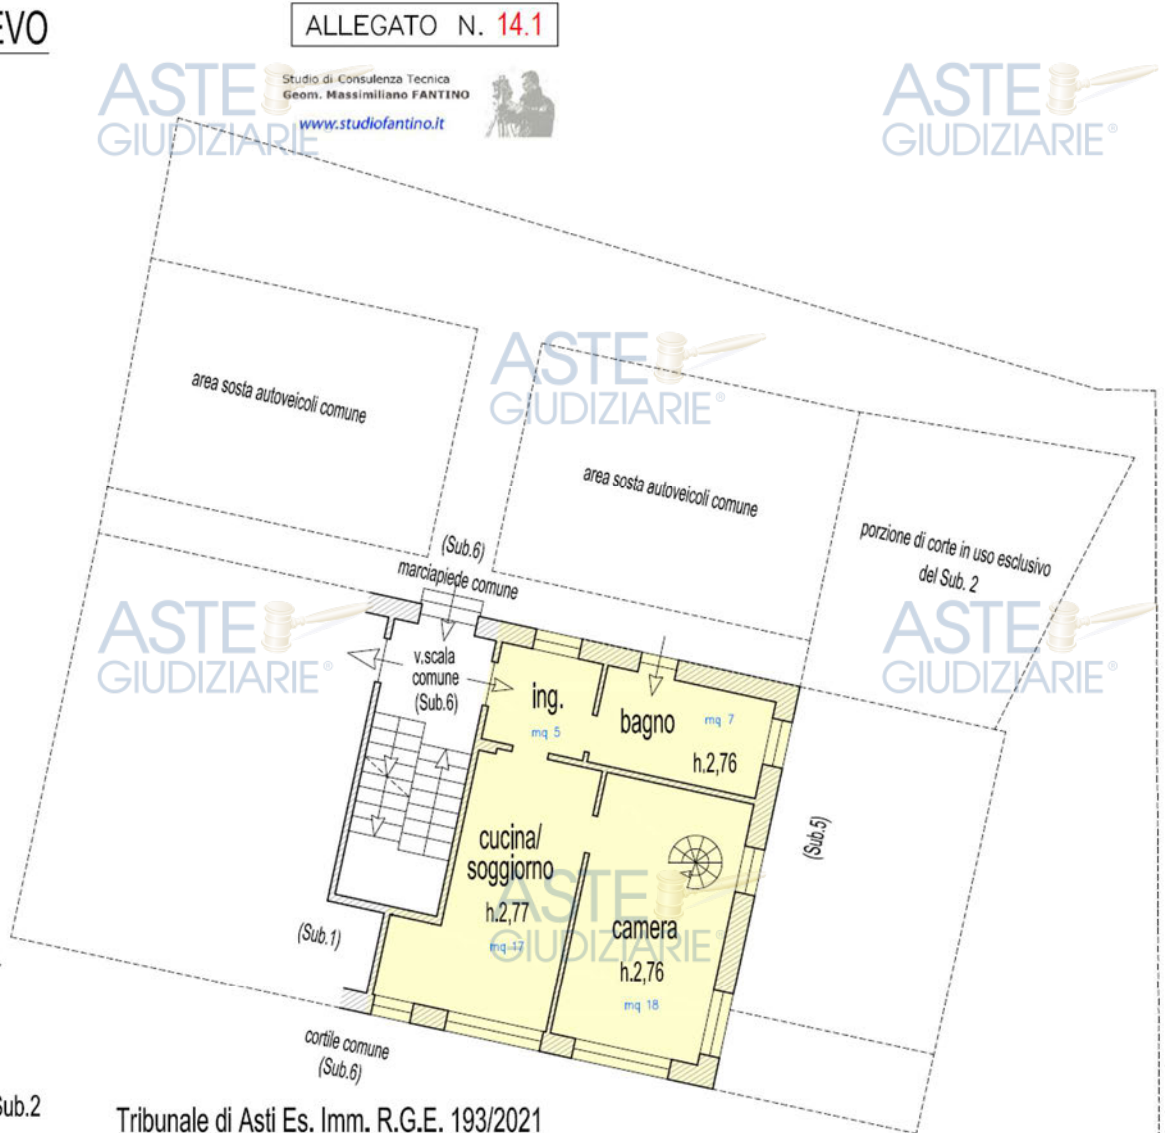 EVO
ALLEGATO N. 14.1
Studio di Consulenza Tecnica
Geom. Massimiliano FANTINO
www.studiofantino.it
ASTE
GIUDIZIARIE®
ASTE
GIUDIZIARIE®
ASTE
GIUDIZIARIE®
area sosta autoveicoli comune
area sosta autoveicoli comune
porzione di corte in uso esclusivo
del Sub. 2
(Sub.6)
marciapiede comune
ASTE
GIUDIZIARIE®
ASTE
GIUDIZIARIE®
v.scala
comune
(Sub.6)
ing.
mq 5
bagno
mq 7
h.2,76
cucina/
soggiorno
h.2,77
mq 17
ASTE
GIUDIZIARIE®
camera
h.2,76
mq 18
(Sub.5)
(Sub.1)
cortile comune
(Sub.6)
Sub.2
Tribunale di Asti Es. Imm. R.G.E. 193/2021